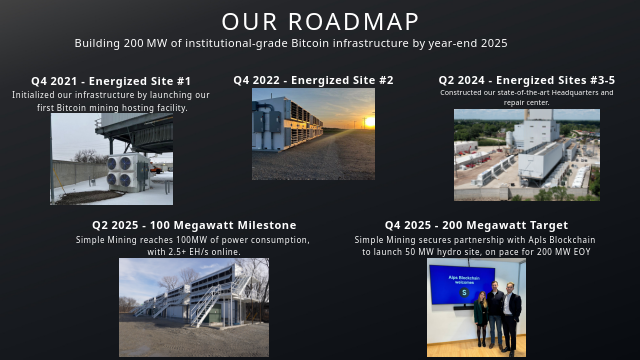 OUR ROADMAP
Building 200 MW of institutional-grade Bitcoin infrastructure by year-end 2025
Q4 2021 - Energized Site #1
Initialized our infrastructure by launching our
first Bitcoin mining hosting facility.
Q4 2022 - Energized Site #2
Q2 2024 - Energized Sites #3-5
Constructed our state-of-the-art Headquarters and
repair center.
Q2 2025 - 100 Megawatt Milestone
Simple Mining reaches 100MW of power consumption,
with 2.5+ EH/s online.
Q4 2025 - 200 Megawatt Target
Simple Mining secures partnership with Apls Blockchain
to launch 50 MW hydro site, on pace for 200 MW EOY
Alps Blockchain
welcomes